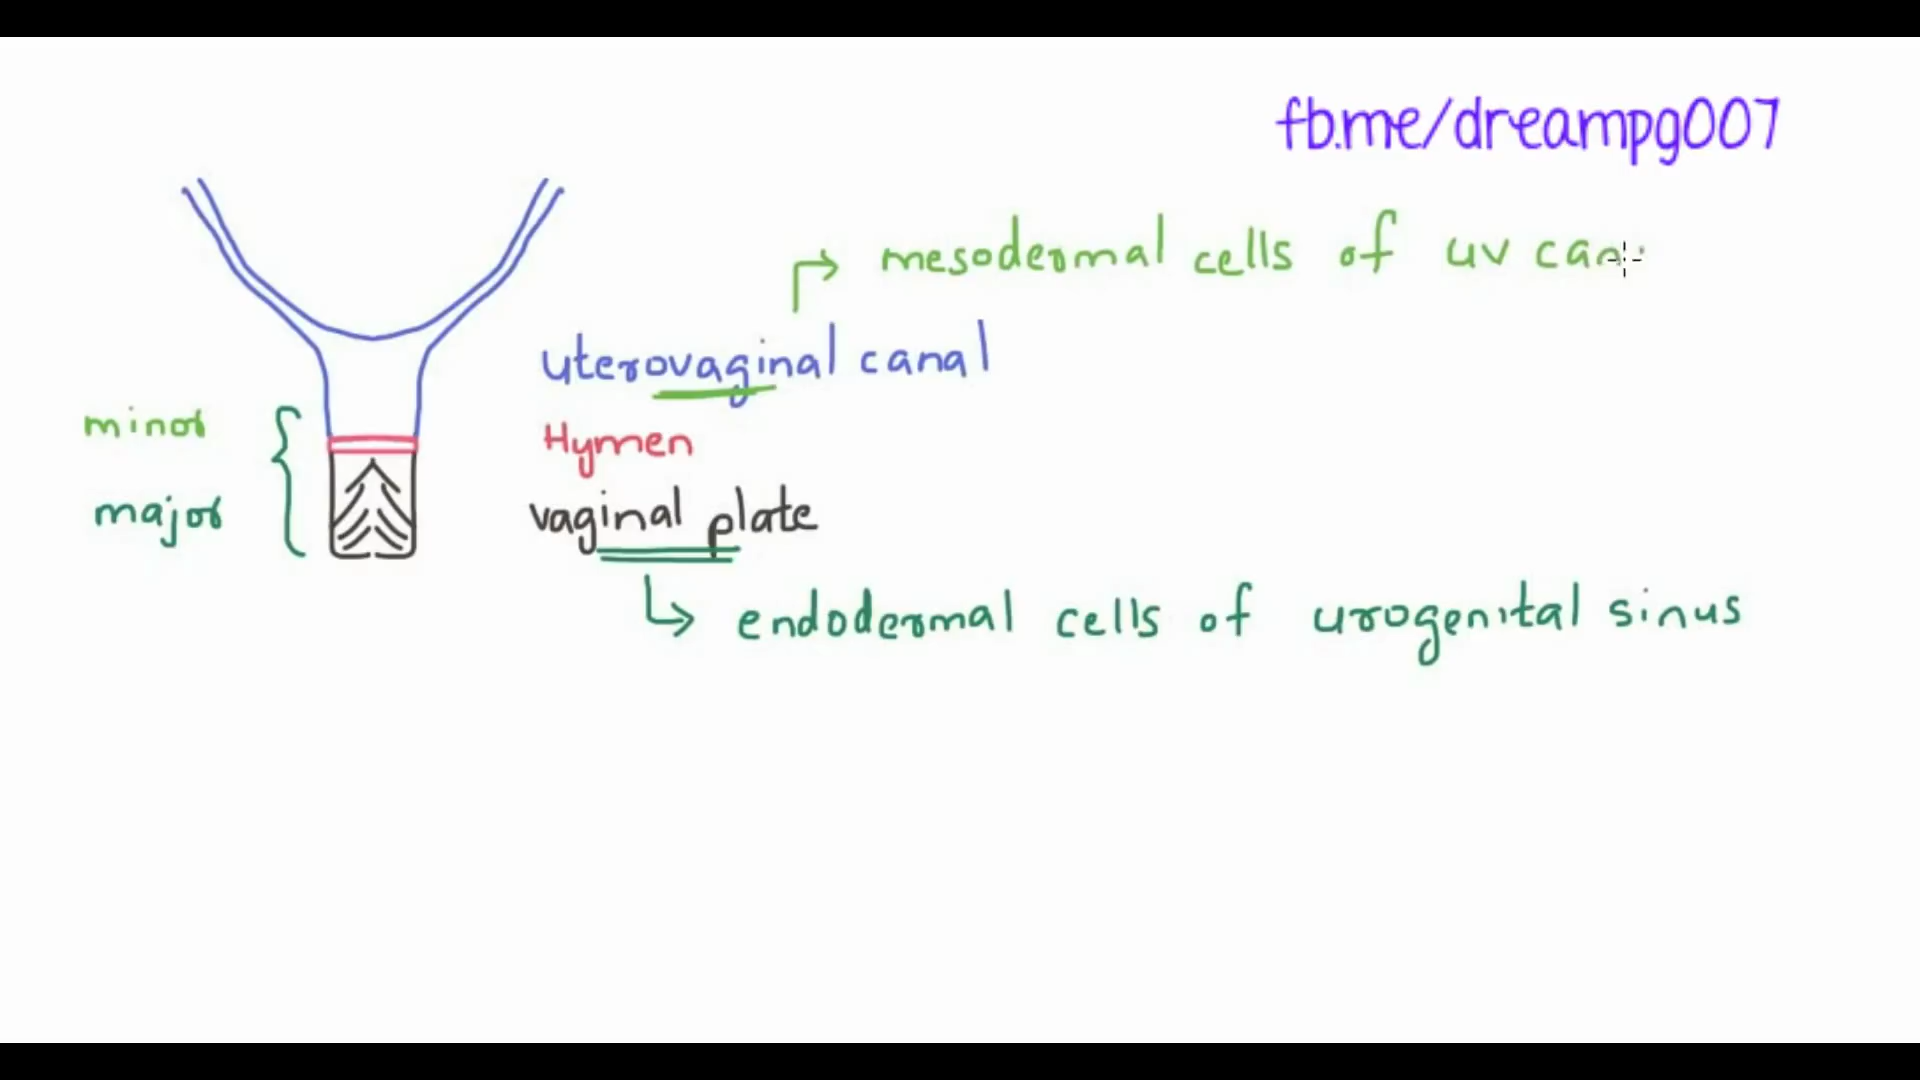 fb.me/dreampg007
mesodermal cells of uv can
uterovaginal canal
minor
Hymen
major
vaginal plate
endodermal cells of urogenital sinus